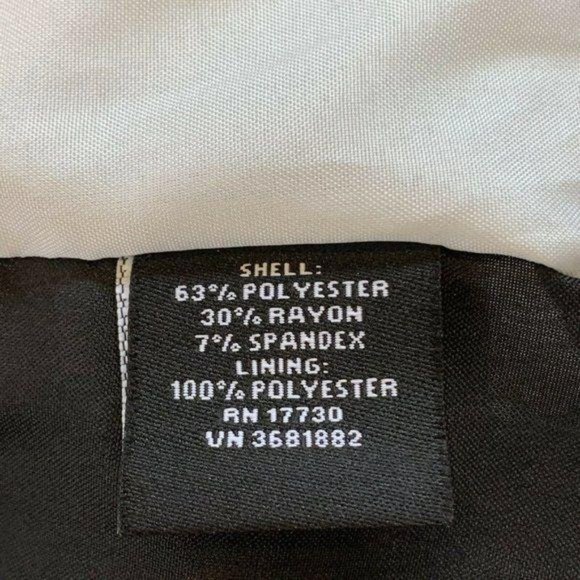 SHELL:
63% POLYESTER
30% RAYON
7% SPANDEX
LINING:
100% POLYESTER
RN 17730
VN 3681882